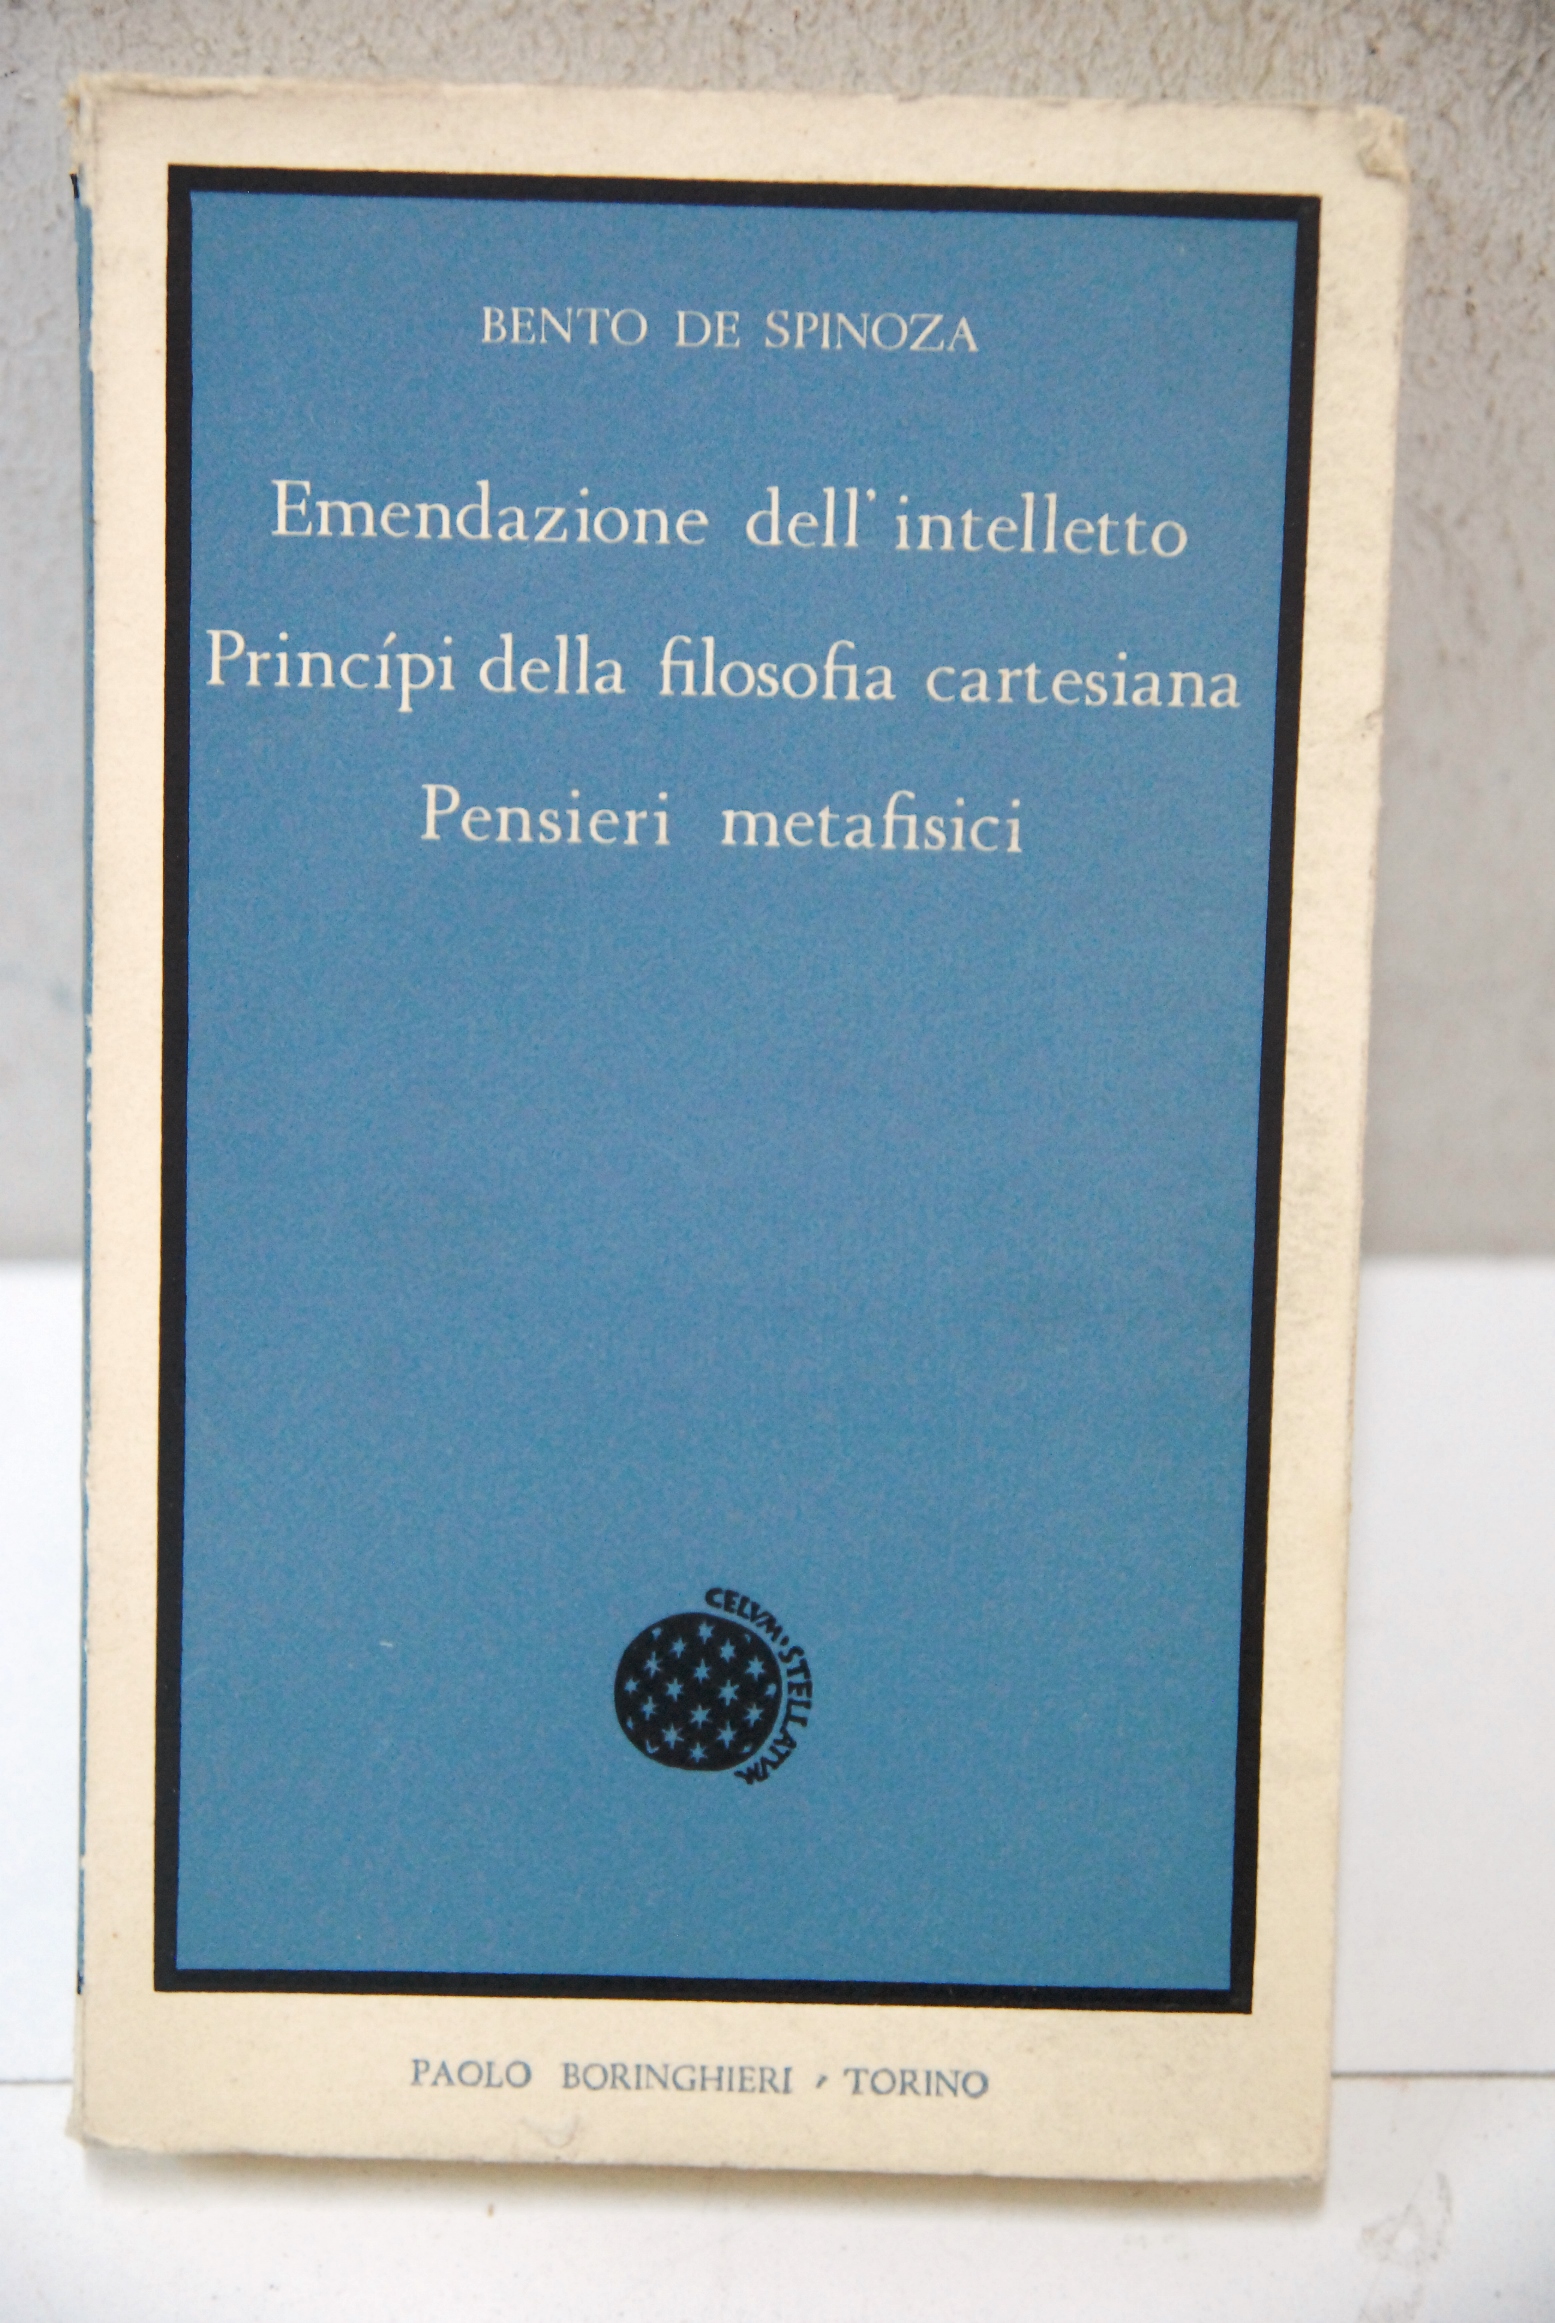 BENTO DE SPINOZA
Emendazione dell'intelletto
Princípi della filosofia cartesiana
Pensieri metafisici
CELVM·STELLATVM
PAOLO BORINGHIERI - TORINO